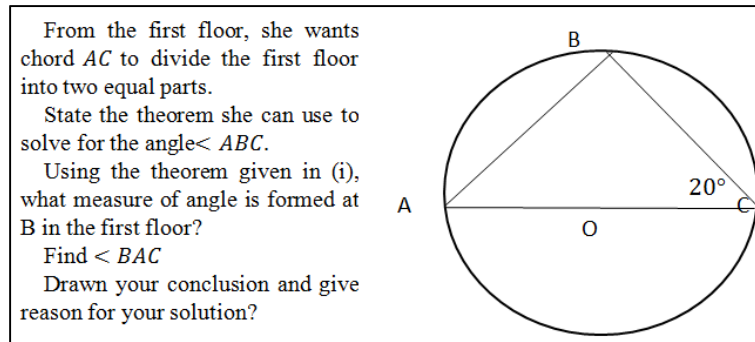 From the first floor, she wants
chord AC to divide the first floor
into two equal parts.
State the theorem she can use to
solve for the angle< ABC.
Using the theorem given in (i),
what measure of angle is formed at
B in the first floor?
Find < BAC
Drawn your conclusion and give
reason for your solution?
B
20°
A
C
O